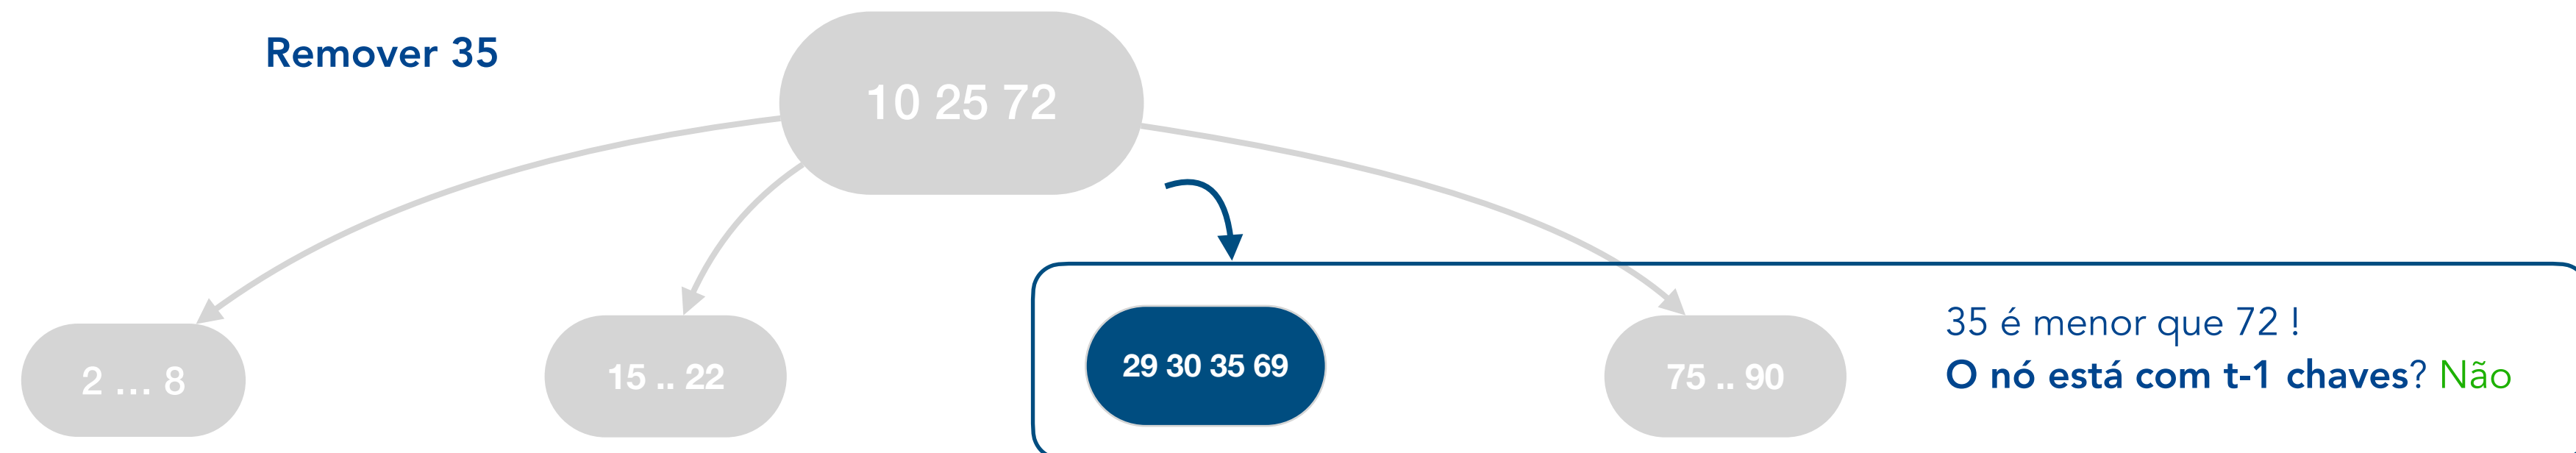 Remover 35
10 25 72
2 ... 8
15 .. 22
29 30 35 69
75 .. 90
35 é menor que 72 !
O nó está com t-1 chaves? Não